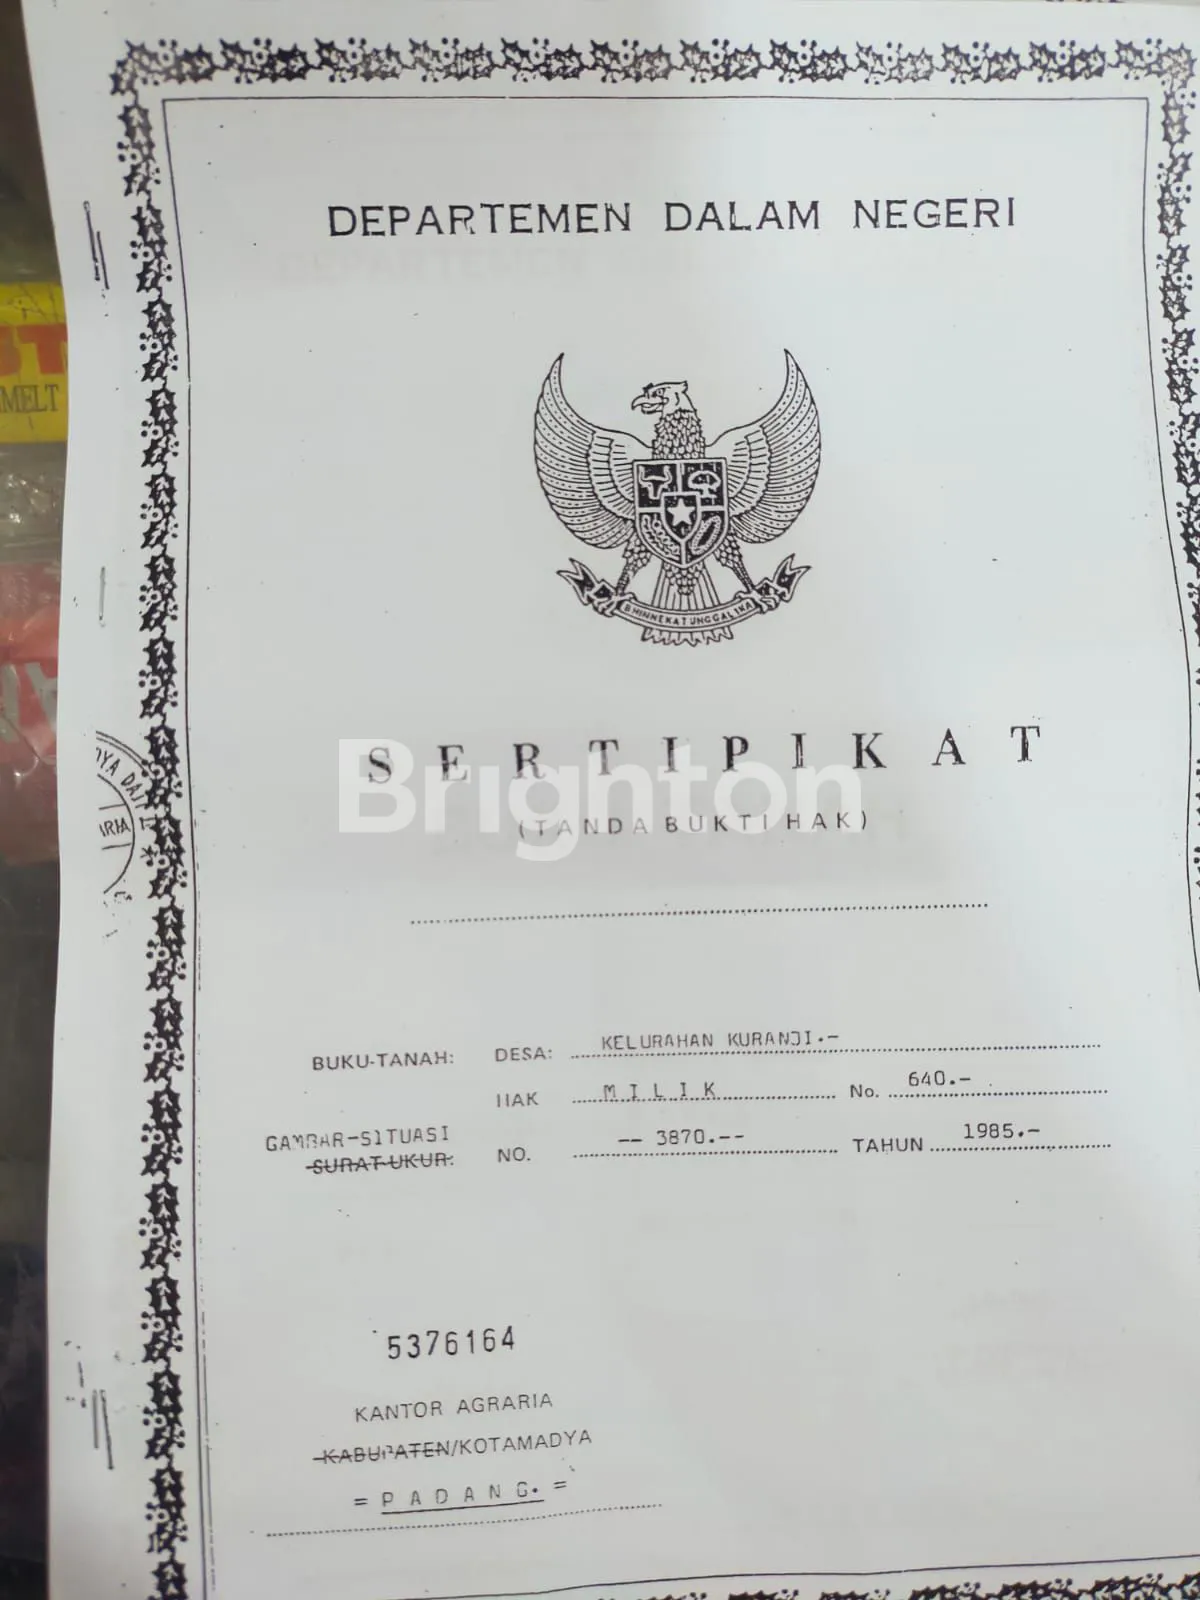 DEPARTEMEN DALAM NEGERI
BHINNEKA TUNGGAL IKA
SERTIPIKAT
Brighton
(TANDA BUKTI HAK)
BUKU-TANAH: DESA: KELURAHAN KURANJI.-
HAK MILIK No. 640.-
GAMBAR-SITUASI
SURAT UKUR: NO. -- 3870.-- TAHUN 1985.-
5376164
KANTOR AGRARIA
KABUPATEN/KOTAMADYA
= PADANG. =
MELT